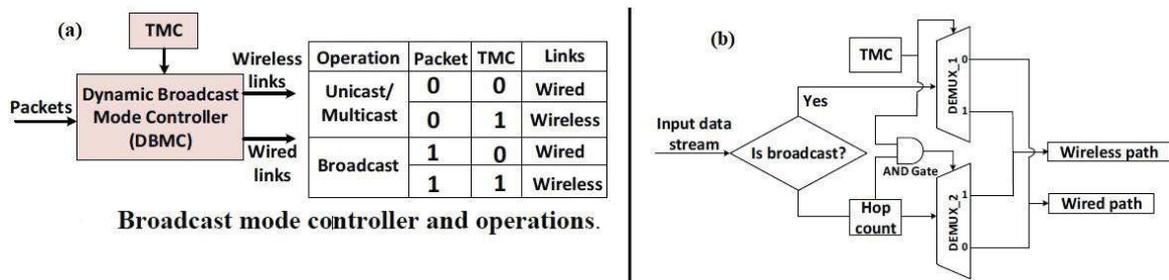 (a)
TMC
Wireless
links
Packets
Dynamic Broadcast
Mode Controller
(DBMC)
Wired
links
Operation Packet TMC Links
Unicast/
Multicast
0 0 Wired
0 1 Wireless
Broadcast
1 0 Wired
1 1 Wireless
Broadcast mode controller and operations.
(b)
TMC
DEMUX_1
0
1
Yes
Input data
stream
Is broadcast?
AND Gate
Hop
count
DEMUX_2
1
0
Wireless path
Wired path